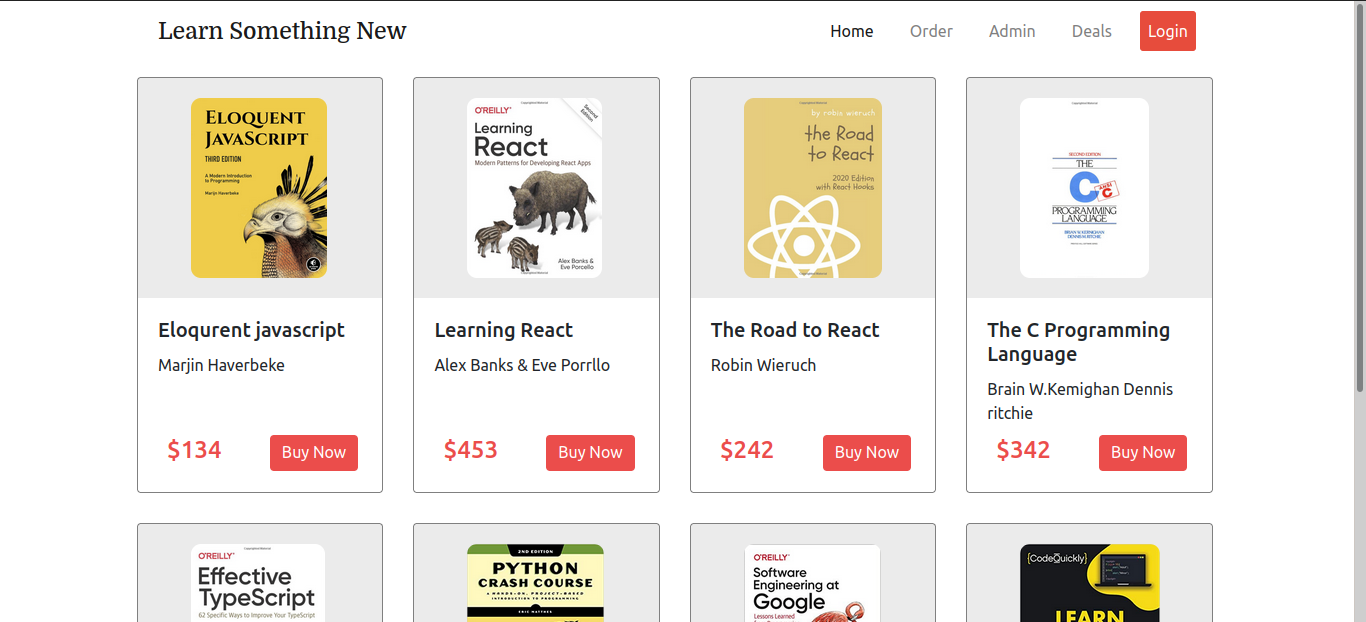 Learn Something New
Home Order Admin Deals Login
ELOQUENT
JAVASCRIPT
THIRD EDITION
A Modern Introduction
to Programming
Marijn Haverbeke
O'REILLY®
Second
Edition
Learning
React
Modern Patterns for Developing React Apps
Alex Banks &
Eve Porcello
by robin wieruch
the Road
to React
2020 Edition
with React Hooks
SECOND EDITION
THE
C
ANSI
C
PROGRAMMING
LANGUAGE
BRIAN W. KERNIGHAN
DENNIS M. RITCHIE
Eloqurent javascript
Marjin Haverbeke
$134 Buy Now
Learning React
Alex Banks & Eve Porrllo
$453 Buy Now
The Road to React
Robin Wieruch
$242 Buy Now
The C Programming
Language
Brain W.Kemighan Dennis
ritchie
$342 Buy Now
O'REILLY®
Effective
TypeScript
62 Specific Ways to Improve Your TypeScript
2ND EDITION
PYTHON
CRASH COURSE
A HANDS-ON, PROJECT-BASED
INTRODUCTION TO PROGRAMMING
ERIC MATTHES
O'REILLY®
Software
Engineering at
Google
Lessons Learned
{CodeQuickly}
LEARN